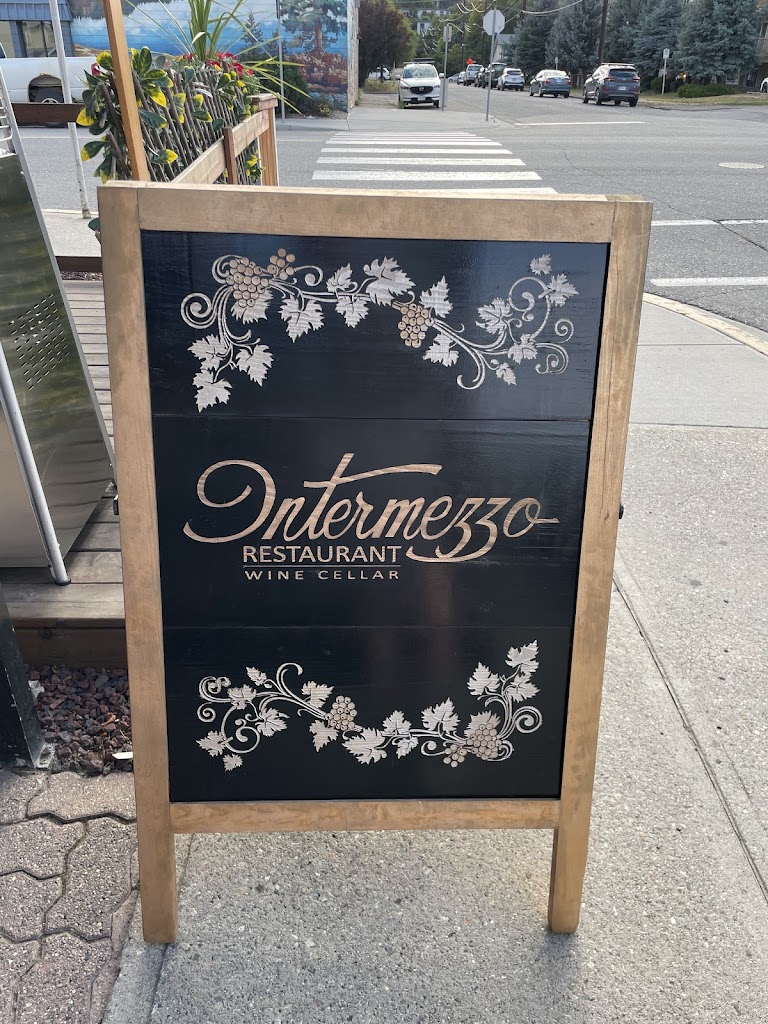 Intermezzo
RESTAURANT
WINE CELLAR